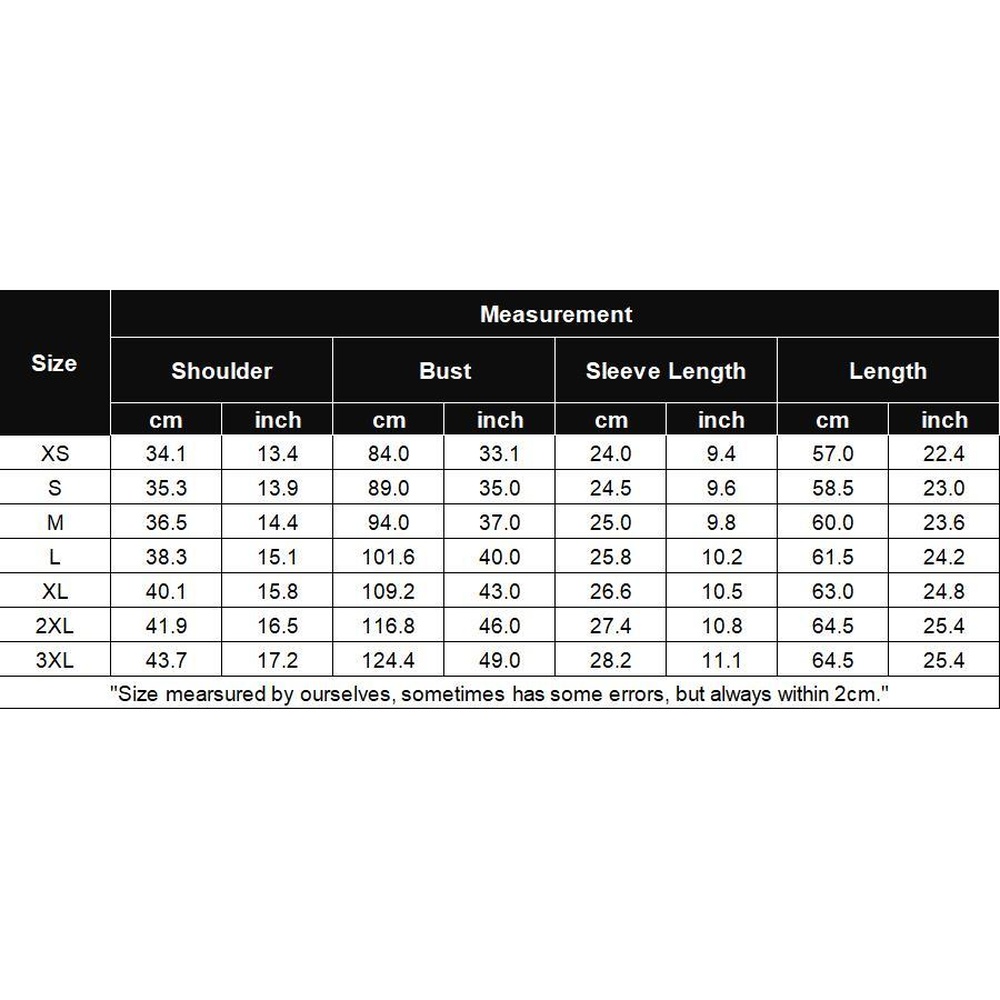 Measurement
Size
Shoulder Bust Sleeve Length Length
cm inch cm inch cm inch cm inch
XS 34.1 13.4 84.0 33.1 24.0 9.4 57.0 22.4
S 35.3 13.9 89.0 35.0 24.5 9.6 58.5 23.0
M 36.5 14.4 94.0 37.0 25.0 9.8 60.0 23.6
L 38.3 15.1 101.6 40.0 25.8 10.2 61.5 24.2
XL 40.1 15.8 109.2 43.0 26.6 10.5 63.0 24.8
2XL 41.9 16.5 116.8 46.0 27.4 10.8 64.5 25.4
3XL 43.7 17.2 124.4 49.0 28.2 11.1 64.5 25.4
"Size mearsured by ourselves, sometimes has some errors, but always within 2cm."